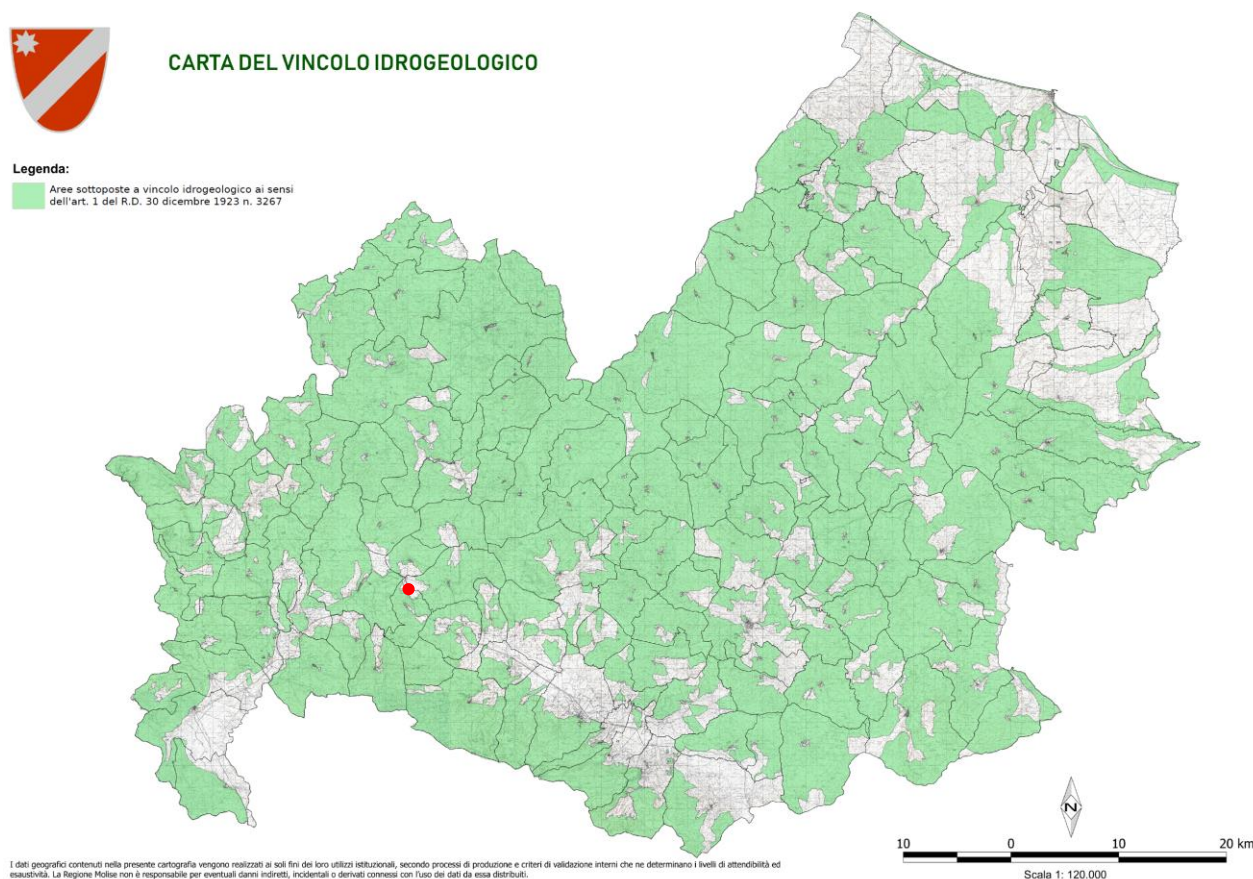 CARTA DEL VINCOLO IDROGEOLOGICO
Legenda:
Aree sottoposte a vincolo idrogeologico ai sensi
dell'art. 1 del R.D. 30 dicembre 1923 n. 3267
N
10 0 10 20 km
Scala 1: 120.000
I dati geografici contenuti nella presente cartografia vengono realizzati ai soli fini dei loro utilizzi istituzionali, secondo processi di produzione e criteri di validazione interni che ne determinano i livelli di attendibilità ed
esaustività. La Regione Molise non è responsabile per eventuali danni indiretti, incidentali o derivati connessi con l'uso dei dati da essa distribuiti.